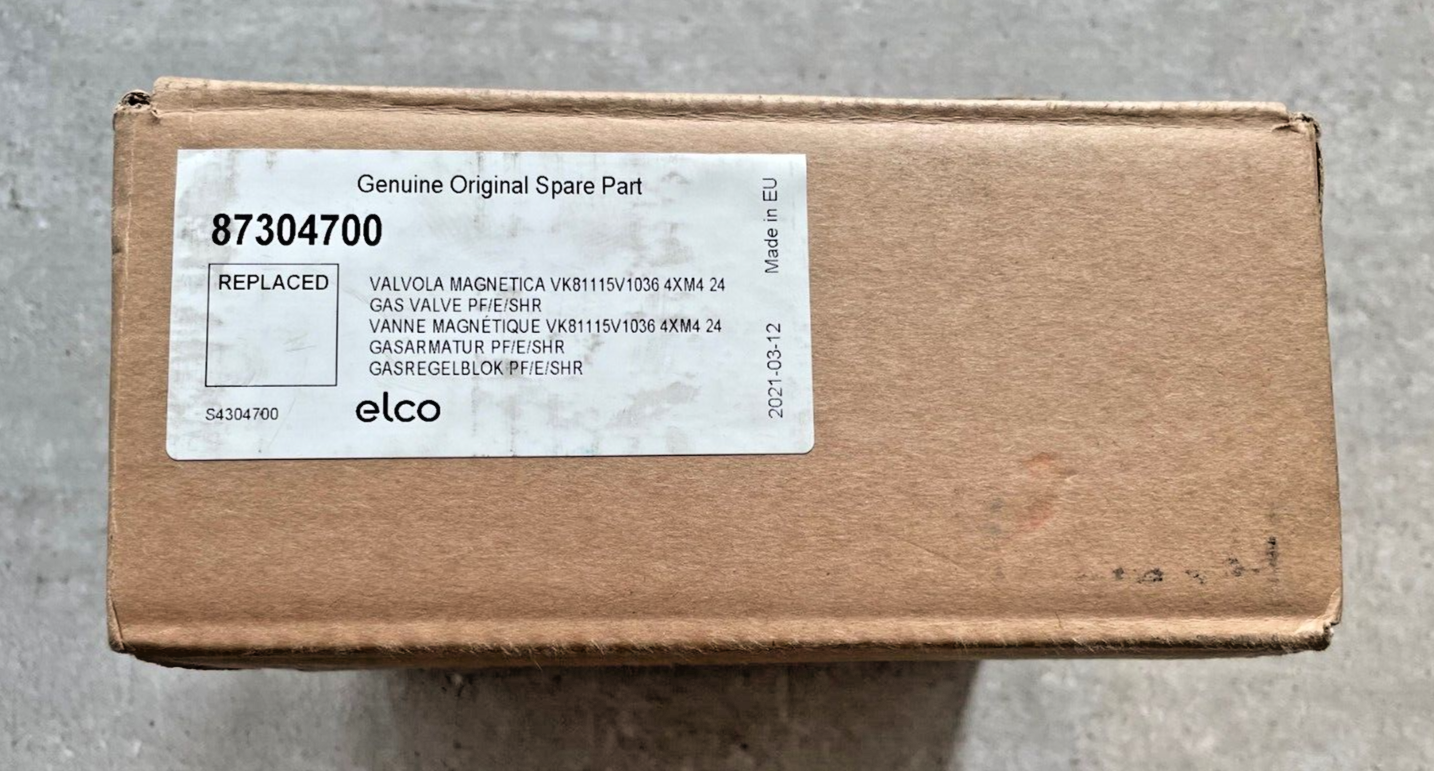 Genuine Original Spare Part
87304700
REPLACED
VALVOLA MAGNETICA VK81115V1036 4XM4 24
GAS VALVE PF/E/SHR
VANNE MAGNÉTIQUE VK81115V1036 4XM4 24
GASARMATUR PF/E/SHR
GASREGELBLOK PF/E/SHR
S4304700
elco
Made in EU
2021-03-12